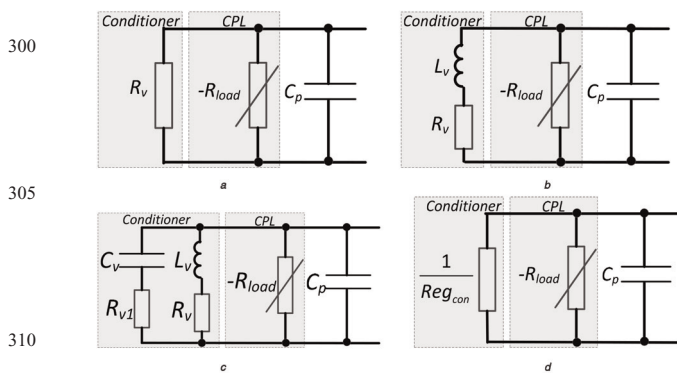 300
Conditioner CPL
R_v -R_load C_p
a
Conditioner CPL
L_v
R_v -R_load C_p
b
305
Conditioner CPL
C_v L_v
R_v1 R_v -R_load C_p
c
Conditioner CPL
1/Reg_con -R_load C_p
d
310